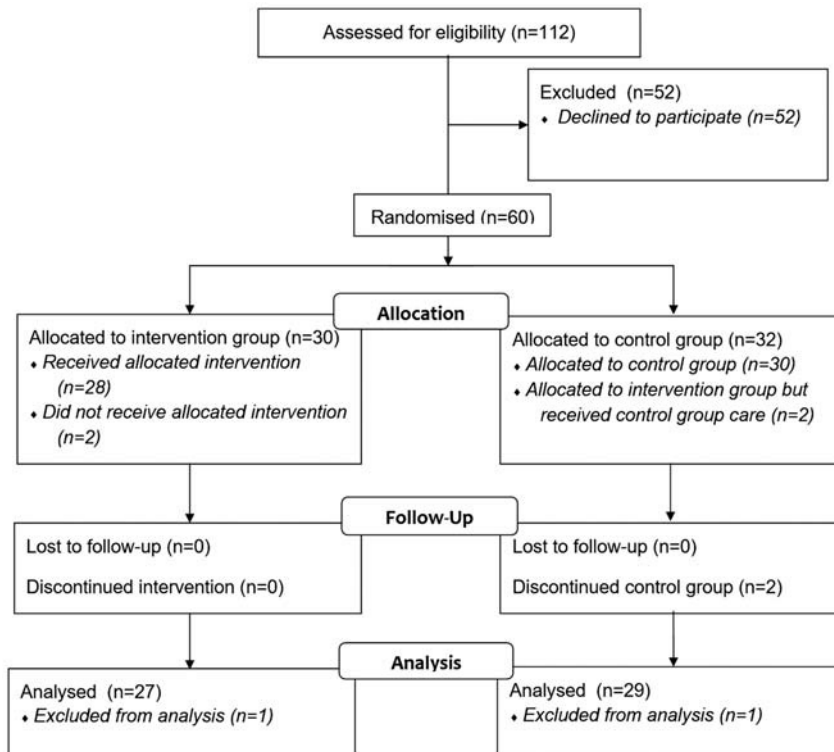 Assessed for eligibility (n=112)
Excluded (n=52)
♦ Declined to participate (n=52)
Randomised (n=60)
Allocation
Allocated to intervention group (n=30)
♦ Received allocated intervention
(n=28)
♦ Did not receive allocated intervention
(n=2)
Allocated to control group (n=32)
♦ Allocated to control group (n=30)
♦ Allocated to intervention group but
received control group care (n=2)
Follow-Up
Lost to follow-up (n=0)
Discontinued intervention (n=0)
Lost to follow-up (n=0)
Discontinued control group (n=2)
Analysis
Analysed (n=27)
♦ Excluded from analysis (n=1)
Analysed (n=29)
♦ Excluded from analysis (n=1)